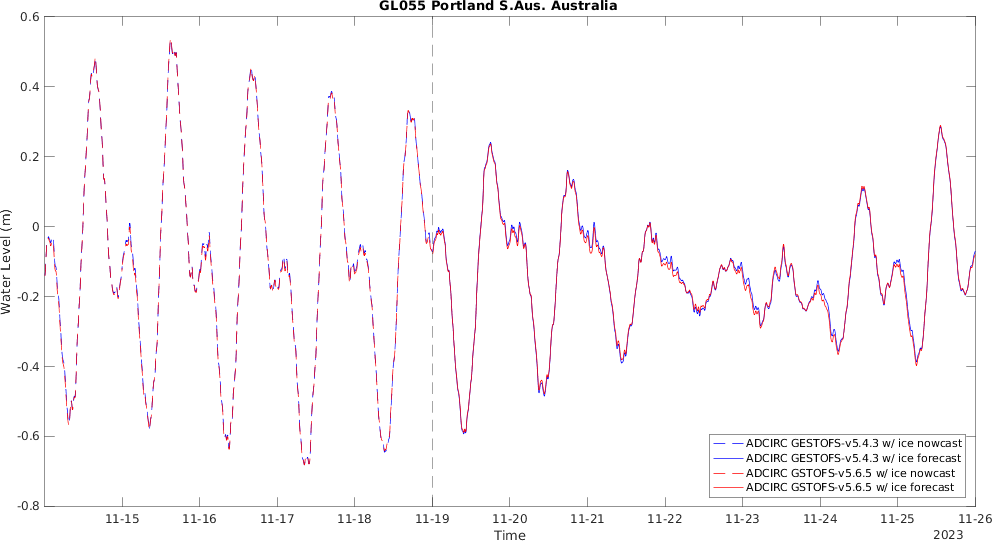 GL055 Portland S.Aus. Australia
0.6
0.4
0.2
0
-0.2
-0.4
-0.6
-0.8
Water Level (m)
ADCIRC GESTOFS-v5.4.3 w/ ice nowcast
ADCIRC GESTOFS-v5.4.3 w/ ice forecast
ADCIRC GSTOFS-v5.6.5 w/ ice nowcast
ADCIRC GSTOFS-v5.6.5 w/ ice forecast
11-15 11-16 11-17 11-18 11-19 11-20 11-21 11-22 11-23 11-24 11-25 11-26
Time
2023